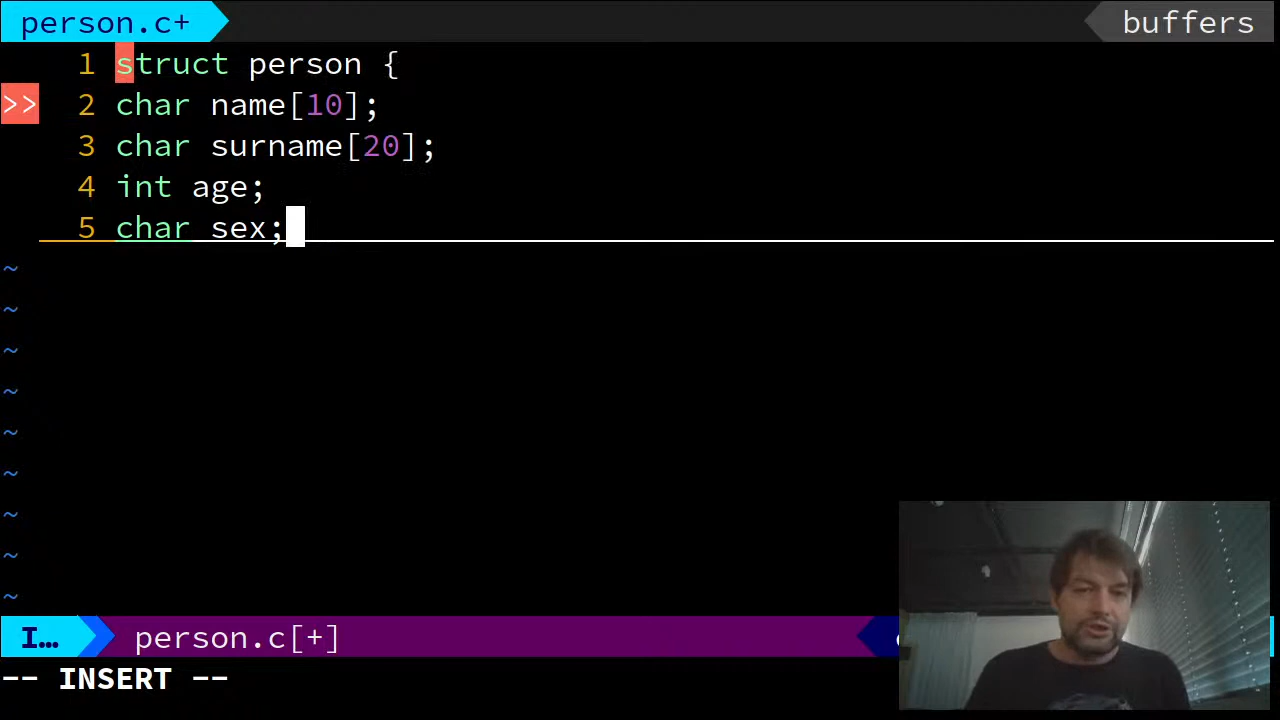 person.c+ buffers
1 struct person {
>> 2 char name[10];
3 char surname[20];
4 int age;
5 char sex;
~
~
~
~
~
~
~
~
~
I… person.c[+]
-- INSERT --